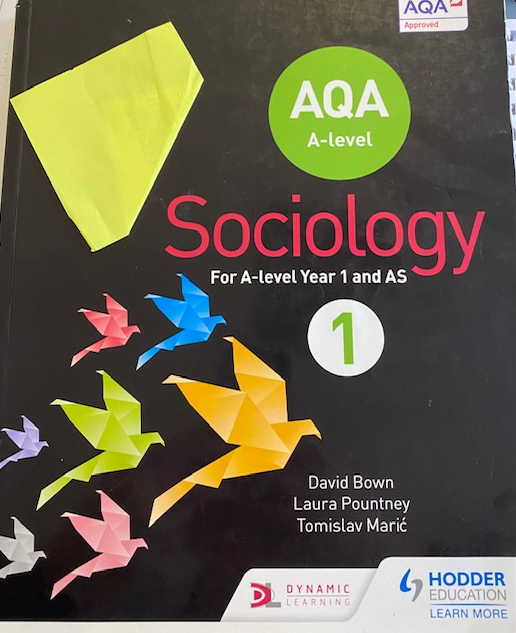 AQA
Approved
AQA
A-level
Sociology
For A-level Year 1 and AS
1
David Bown
Laura Pountney
Tomislav Marić
DL DYNAMIC
LEARNING
HODDER
EDUCATION
LEARN MORE